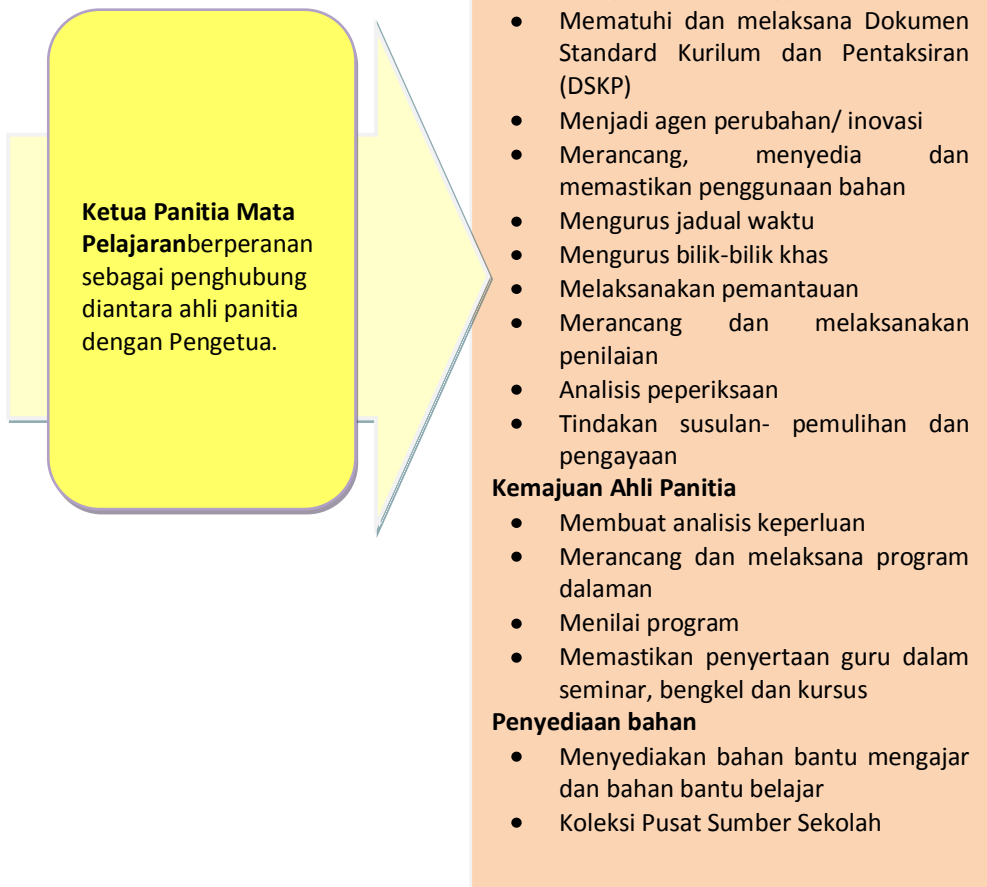 Ketua Panitia Mata
Pelajaranberperanan
sebagai penghubung
diantara ahli panitia
dengan Pengetua.
• Mematuhi dan melaksana Dokumen
Standard Kurilum dan Pentaksiran
(DSKP)
• Menjadi agen perubahan/ inovasi
• Merancang, menyedia dan
memastikan penggunaan bahan
• Mengurus jadual waktu
• Mengurus bilik-bilik khas
• Melaksanakan pemantauan
• Merancang dan melaksanakan
penilaian
• Analisis peperiksaan
• Tindakan susulan- pemulihan dan
pengayaan
Kemajuan Ahli Panitia
• Membuat analisis keperluan
• Merancang dan melaksana program
dalaman
• Menilai program
• Memastikan penyertaan guru dalam
seminar, bengkel dan kursus
Penyediaan bahan
• Menyediakan bahan bantu mengajar
dan bahan bantu belajar
• Koleksi Pusat Sumber Sekolah